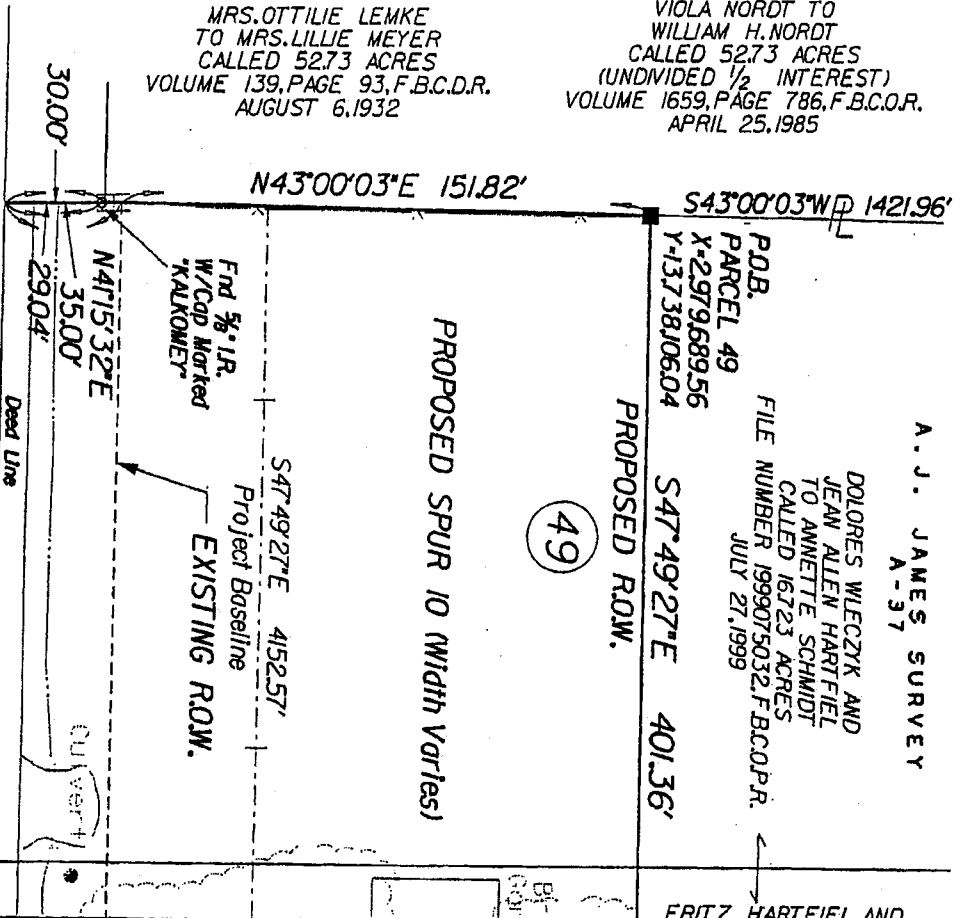 MRS.OTTILIE LEMKE
TO MRS.LILLIE MEYER
CALLED 52.73 ACRES
VOLUME 139,PAGE 93,F.B.C.D.R.
AUGUST 6,1932
VIOLA NORDT TO
WILLIAM H.NORDT
CALLED 52.73 ACRES
(UNDIVIDED 1/2 INTEREST)
VOLUME 1659,PAGE 786,F.B.C.O.R.
APRIL 25,1985
30.00'
N43°00'03"E 151.82'
S43°00'03"W PL 1421.96'
P.O.B.
PARCEL 49
X=2,979,689.56
Y=13,738,106.04
A.J. JAMES SURVEY
A-37
DOLORES WLECZYK AND
JEAN ALLEN HARTFIEL
TO ANNETTE SCHMIDT
CALLED 16.723 ACRES
FILE NUMBER 1999075032,F.B.C.O.P.R.
JULY 27,1999
S47°49'27"E 401.36'
PROPOSED R.O.W.
49
PROPOSED SPUR 10 (Width Varies)
Fnd 5/8" I.R.
W/Cap Marked
"KALKOMEY"
N41°15'32"E
35.00'
29.04'
S47°49'27"E 4152.57'
Project Baseline
EXISTING R.O.W.
Deed Line
Culvert
FRITZ HARTFIEL AND